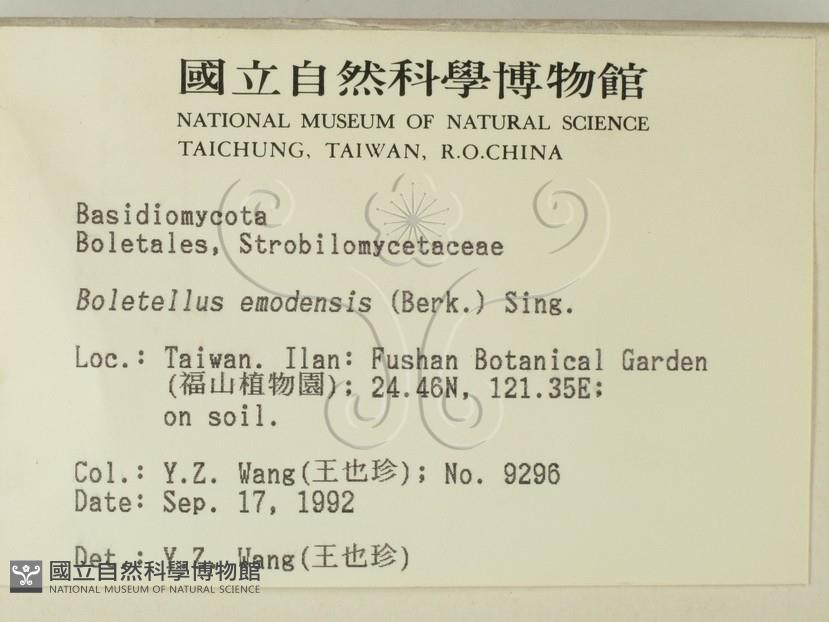 國立自然科學博物館
NATIONAL MUSEUM OF NATURAL SCIENCE
TAICHUNG, TAIWAN, R.O.CHINA
Basidiomycota
Boletales, Strobilomycetaceae
Boletellus emodensis (Berk.) Sing.
Loc.: Taiwan. Ilan: Fushan Botanical Garden
(福山植物園); 24.46N, 121.35E;
on soil.
Col.: Y.Z. Wang(王也珍); No. 9296
Date: Sep. 17, 1992
Det.: Y.Z. Wang(王也珍)
國立自然科學博物館
NATIONAL MUSEUM OF NATURAL SCIENCE